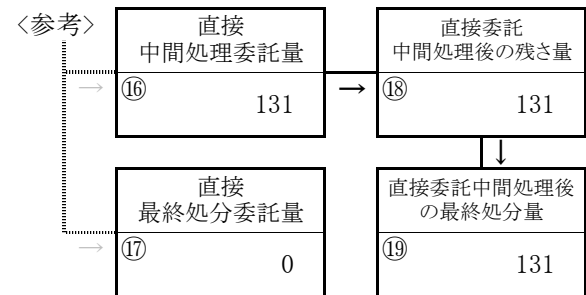 〈参考〉
直接
中間処理委託量
⑯
131
→
→
直接委託
中間処理後の残さ量
⑱
131
↓
直接
最終処分委託量
⑰
0
→
直接委託中間処理後
の最終処分量
⑲
131